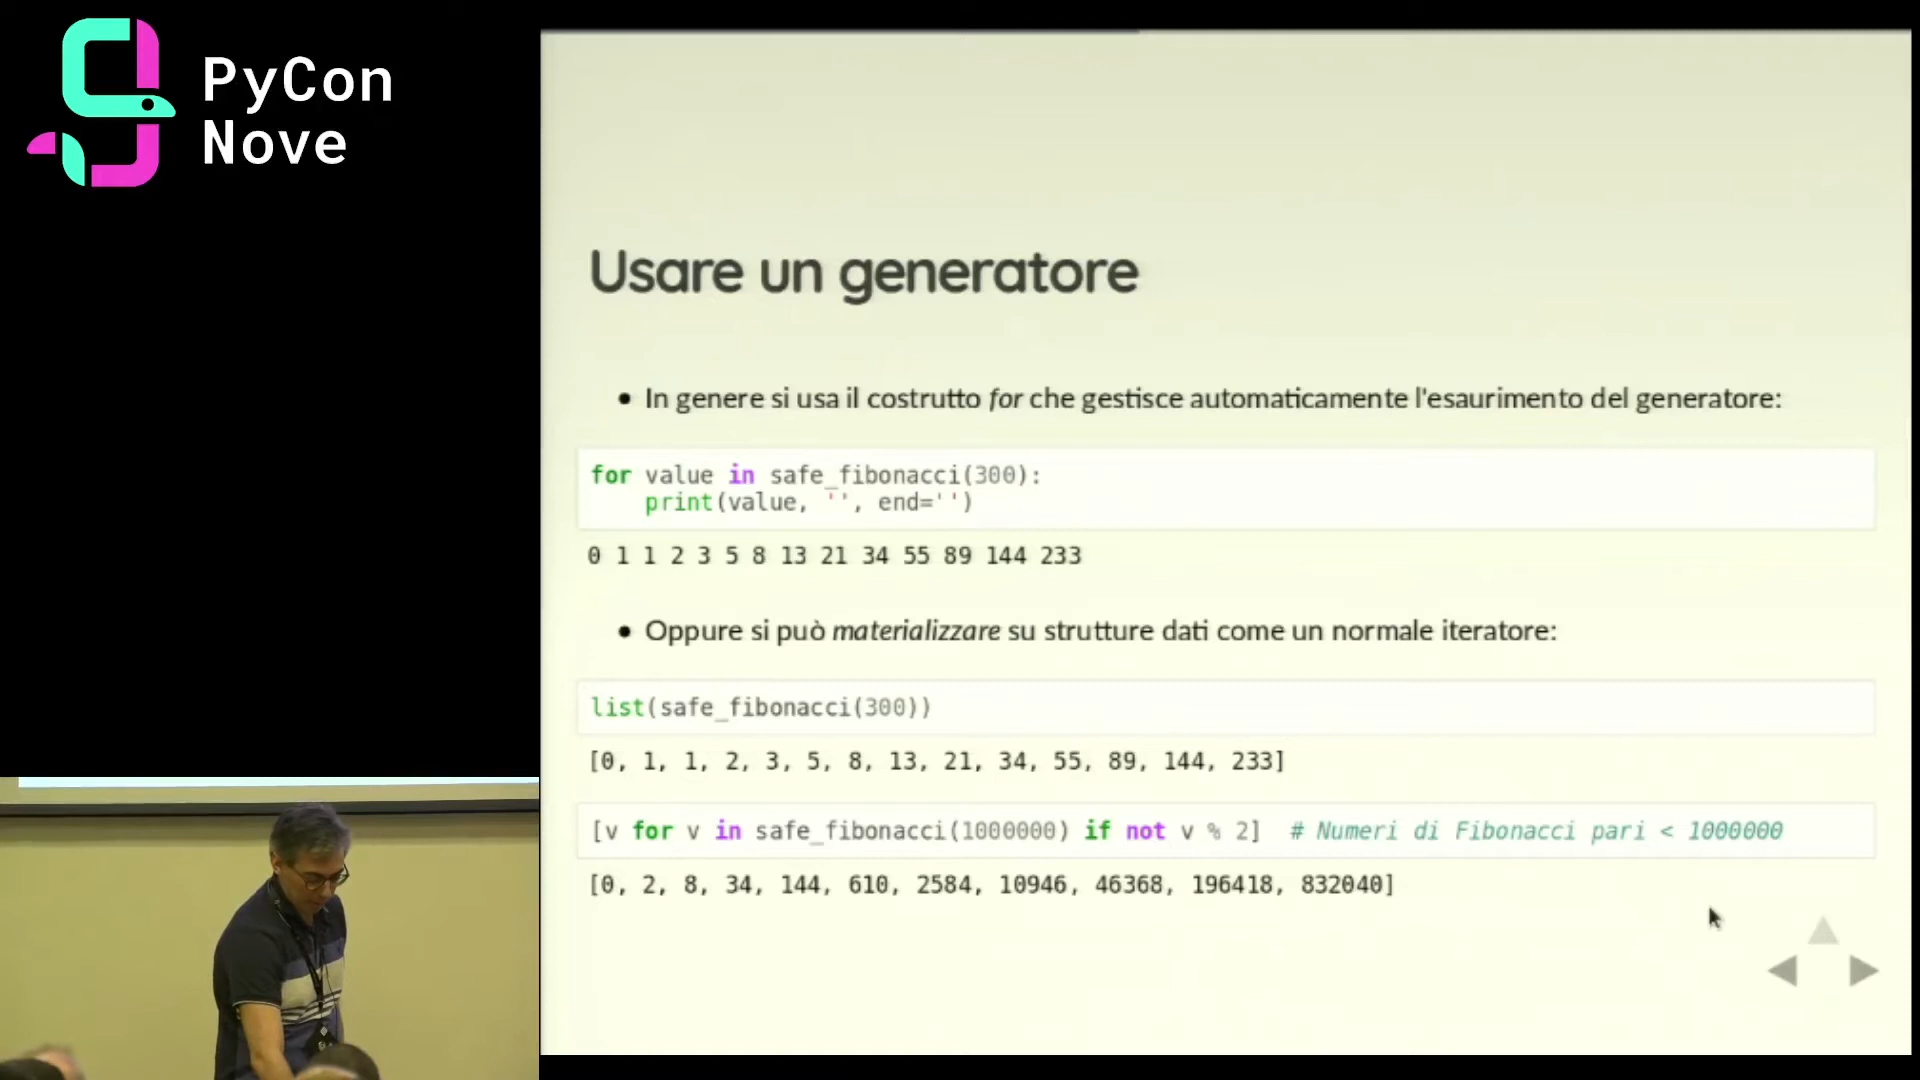 PyCon
Nove
Usare un generatore
• In genere si usa il costrutto for che gestisce automaticamente l'esaurimento del generatore:
for value in safe_fibonacci(300):
    print(value, '', end='')
0 1 1 2 3 5 8 13 21 34 55 89 144 233
• Oppure si può materializzare su strutture dati come un normale iteratore:
list(safe_fibonacci(300))
[0, 1, 1, 2, 3, 5, 8, 13, 21, 34, 55, 89, 144, 233]
[v for v in safe_fibonacci(1000000) if not v % 2]  # Numeri di Fibonacci pari < 1000000
[0, 2, 8, 34, 144, 610, 2584, 10946, 46368, 196418, 832040]